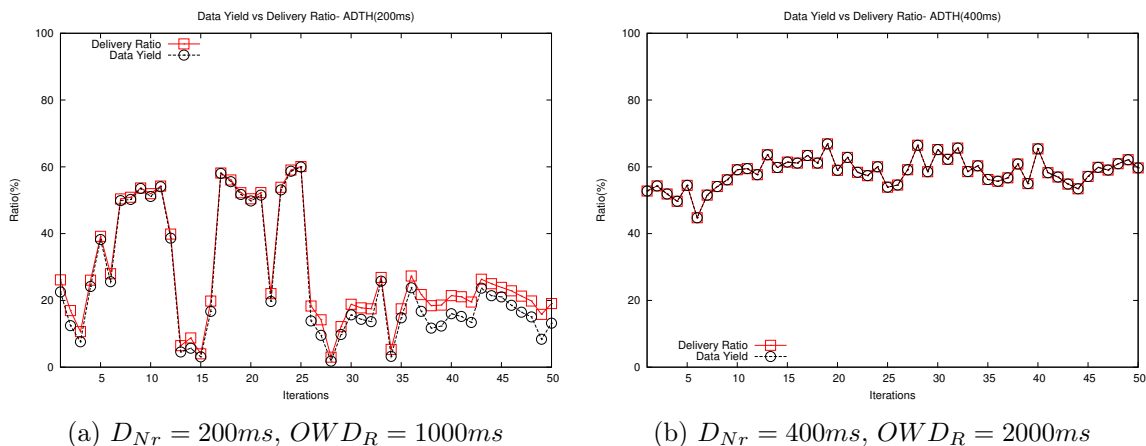 Data Yield vs Delivery Ratio- ADTH(200ms)
100
80
60
40
20
0
Ratio(%)
Delivery Ratio
Data Yield
5 10 15 20 25 30 35 40 45 50
Iterations
(a) D_{Nr} = 200ms, OWD_R = 1000ms
Data Yield vs Delivery Ratio- ADTH(400ms)
100
80
60
40
20
0
Ratio(%)
Delivery Ratio
Data Yield
5 10 15 20 25 30 35 40 45 50
Iterations
(b) D_{Nr} = 400ms, OWD_R = 2000ms